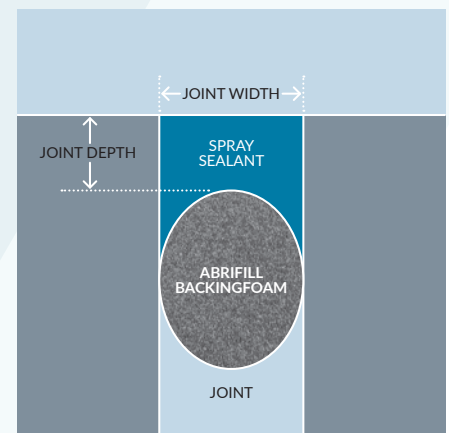 JOINT WIDTH
JOINT DEPTH
SPRAY
SEALANT
ABRIFILL
BACKINGFOAM
JOINT